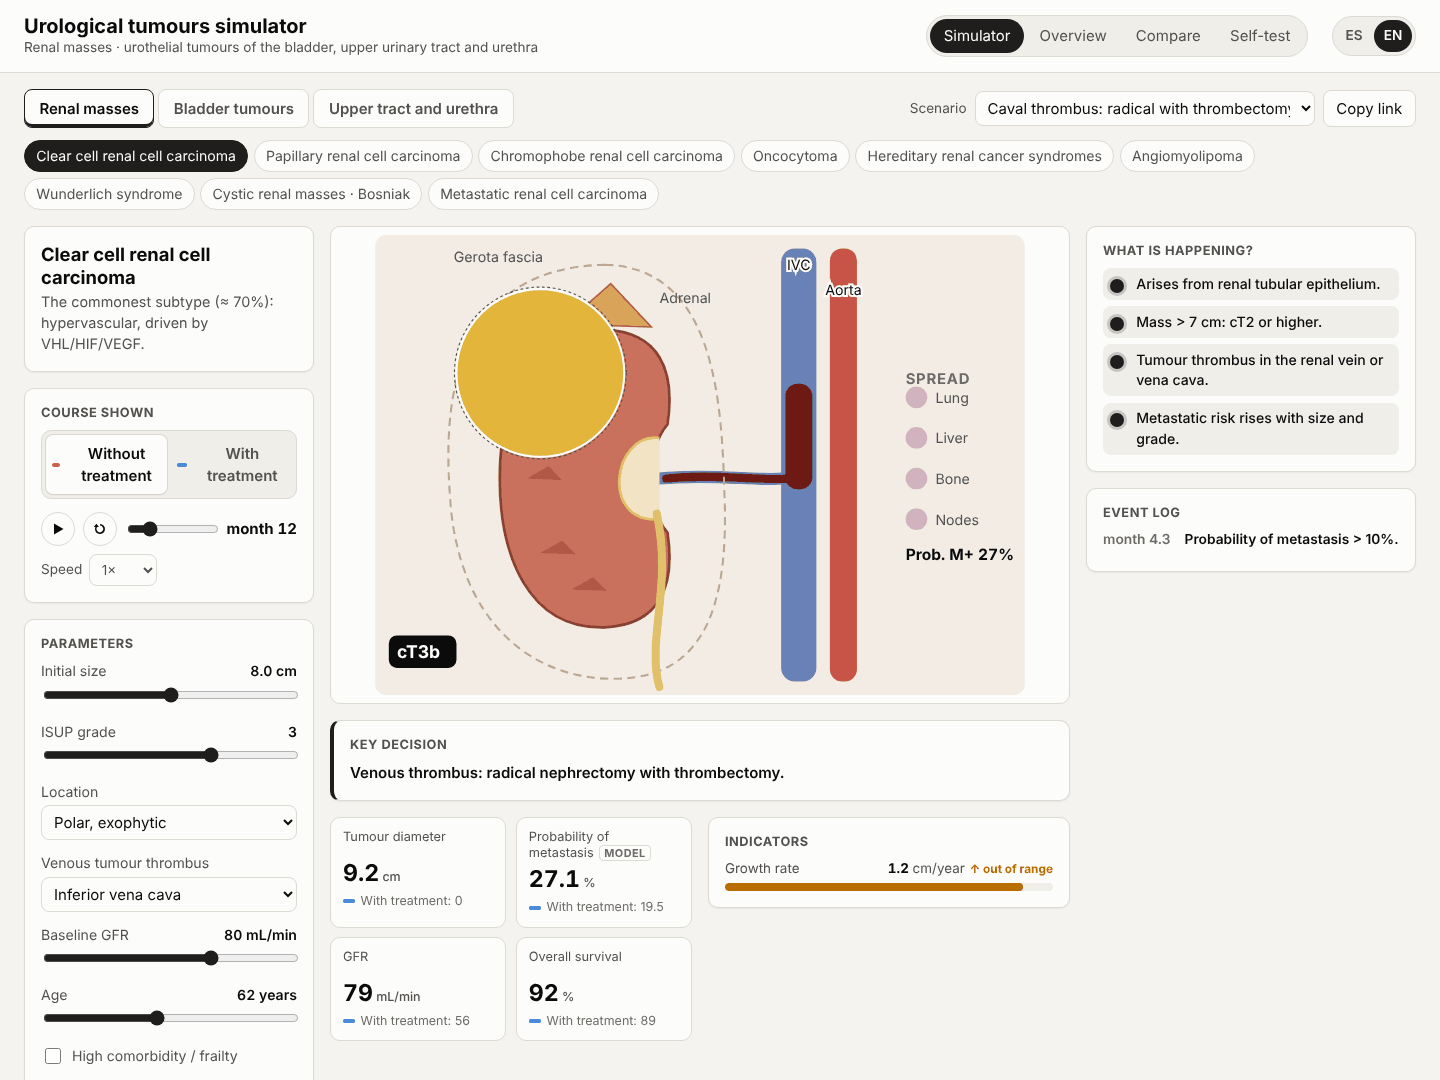 Urological tumours simulator
Renal masses · urothelial tumours of the bladder, upper urinary tract and urethra
Simulator
Overview
Compare
Self-test
ES
EN
Renal masses
Bladder tumours
Upper tract and urethra
Scenario
Caval thrombus: radical with thrombectomy
Copy link
Clear cell renal cell carcinoma
Papillary renal cell carcinoma
Chromophobe renal cell carcinoma
Oncocytoma
Hereditary renal cancer syndromes
Angiomyolipoma
Wunderlich syndrome
Cystic renal masses · Bosniak
Metastatic renal cell carcinoma
Clear cell renal cell
carcinoma
The commonest subtype (≈ 70%):
hypervascular, driven by
VHL/HIF/VEGF.
COURSE SHOWN
Without
treatment
With
treatment
month 12
Speed
1×
PARAMETERS
Initial size
8.0 cm
ISUP grade
3
Location
Polar, exophytic
Venous tumour thrombus
Inferior vena cava
Baseline GFR
80 mL/min
Age
62 years
High comorbidity / frailty
Gerota fascia
Adrenal
IVC
Aorta
SPREAD
Lung
Liver
Bone
Nodes
Prob. M+ 27%
cT3b
KEY DECISION
Venous thrombus: radical nephrectomy with thrombectomy.
Tumour diameter
9.2 cm
With treatment: 0
Probability of
metastasis MODEL
27.1 %
With treatment: 19.5
GFR
79 mL/min
With treatment: 56
Overall survival
92 %
With treatment: 89
INDICATORS
Growth rate
1.2 cm/year ↑ out of range
WHAT IS HAPPENING?
Arises from renal tubular epithelium.
Mass > 7 cm: cT2 or higher.
Tumour thrombus in the renal vein or
vena cava.
Metastatic risk rises with size and
grade.
EVENT LOG
month 4.3
Probability of metastasis > 10%.